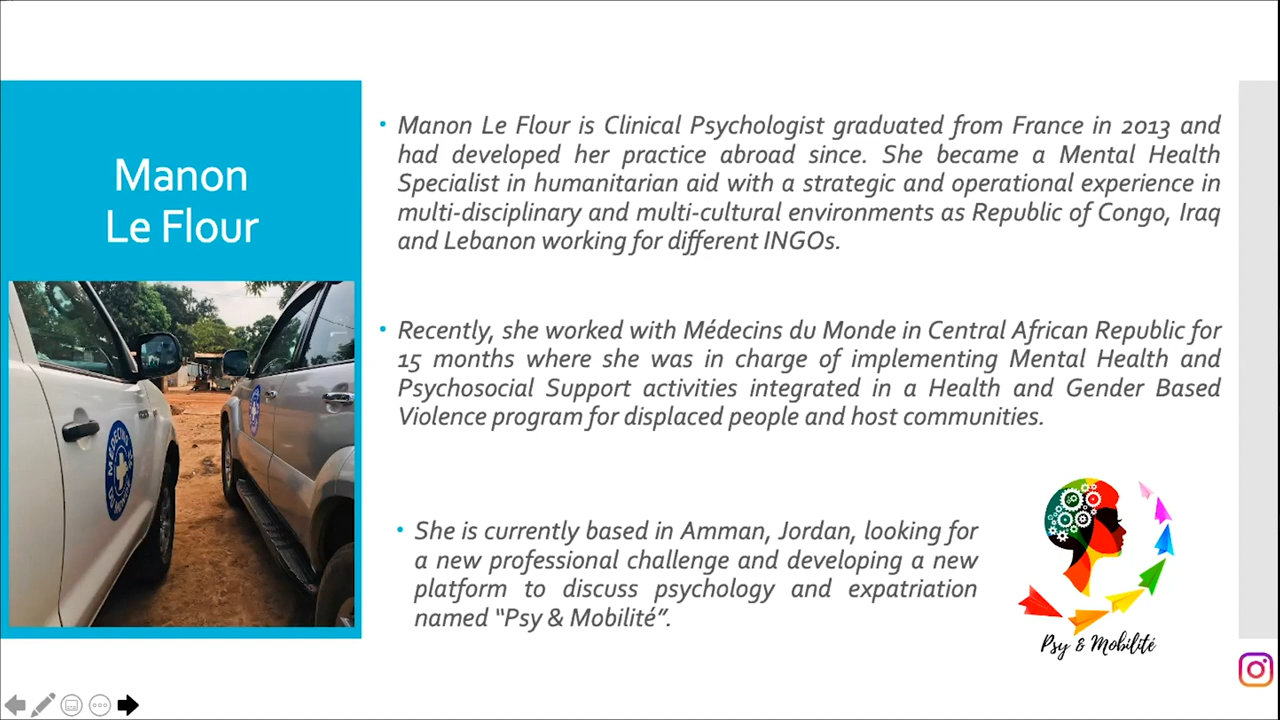 Manon
Le Flour
• Manon Le Flour is Clinical Psychologist graduated from France in 2013 and
had developed her practice abroad since. She became a Mental Health
Specialist in humanitarian aid with a strategic and operational experience in
multi-disciplinary and multi-cultural environments as Republic of Congo, Iraq
and Lebanon working for different INGOs.
• Recently, she worked with Médecins du Monde in Central African Republic for
15 months where she was in charge of implementing Mental Health and
Psychosocial Support activities integrated in a Health and Gender Based
Violence program for displaced people and host communities.
• She is currently based in Amman, Jordan, looking for
a new professional challenge and developing a new
platform to discuss psychology and expatriation
named “Psy & Mobilité”.
Psy & Mobilité
MÉDECINS DU